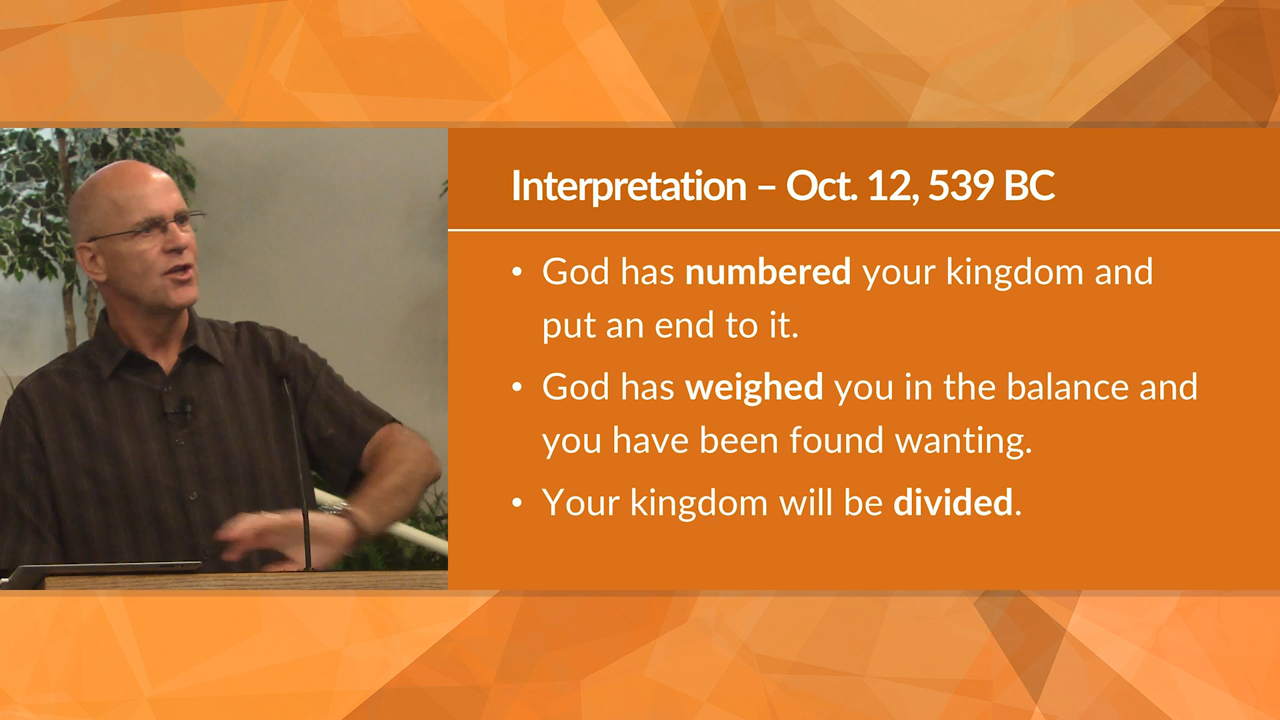 Interpretation – Oct. 12, 539 BC
• God has numbered your kingdom and
put an end to it.
• God has weighed you in the balance and
you have been found wanting.
• Your kingdom will be divided.